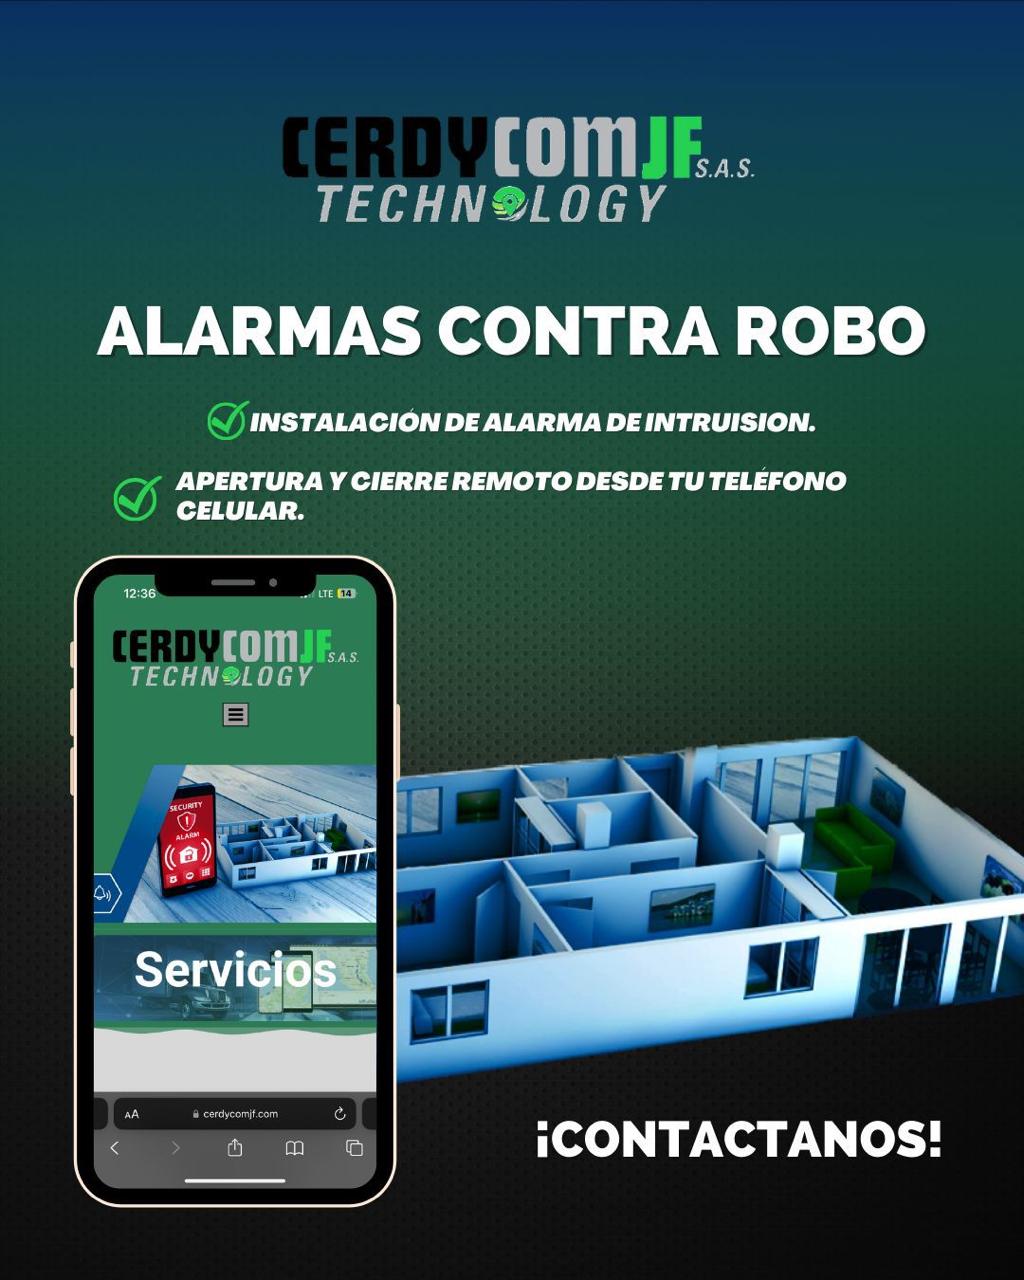 CERDYCOMJF S.A.S.
TECHNOLOGY
ALARMAS CONTRA ROBO
INSTALACIÓN DE ALARMA DE INTRUISION.
APERTURA Y CIERRE REMOTO DESDE TU TELÉFONO
CELULAR.
12:36 LTE 14
CERDYCOMJF S.A.S.
TECHNOLOGY
SECURITY
ALARM
Servicios
AA cerdycomjf.com
¡CONTACTANOS!